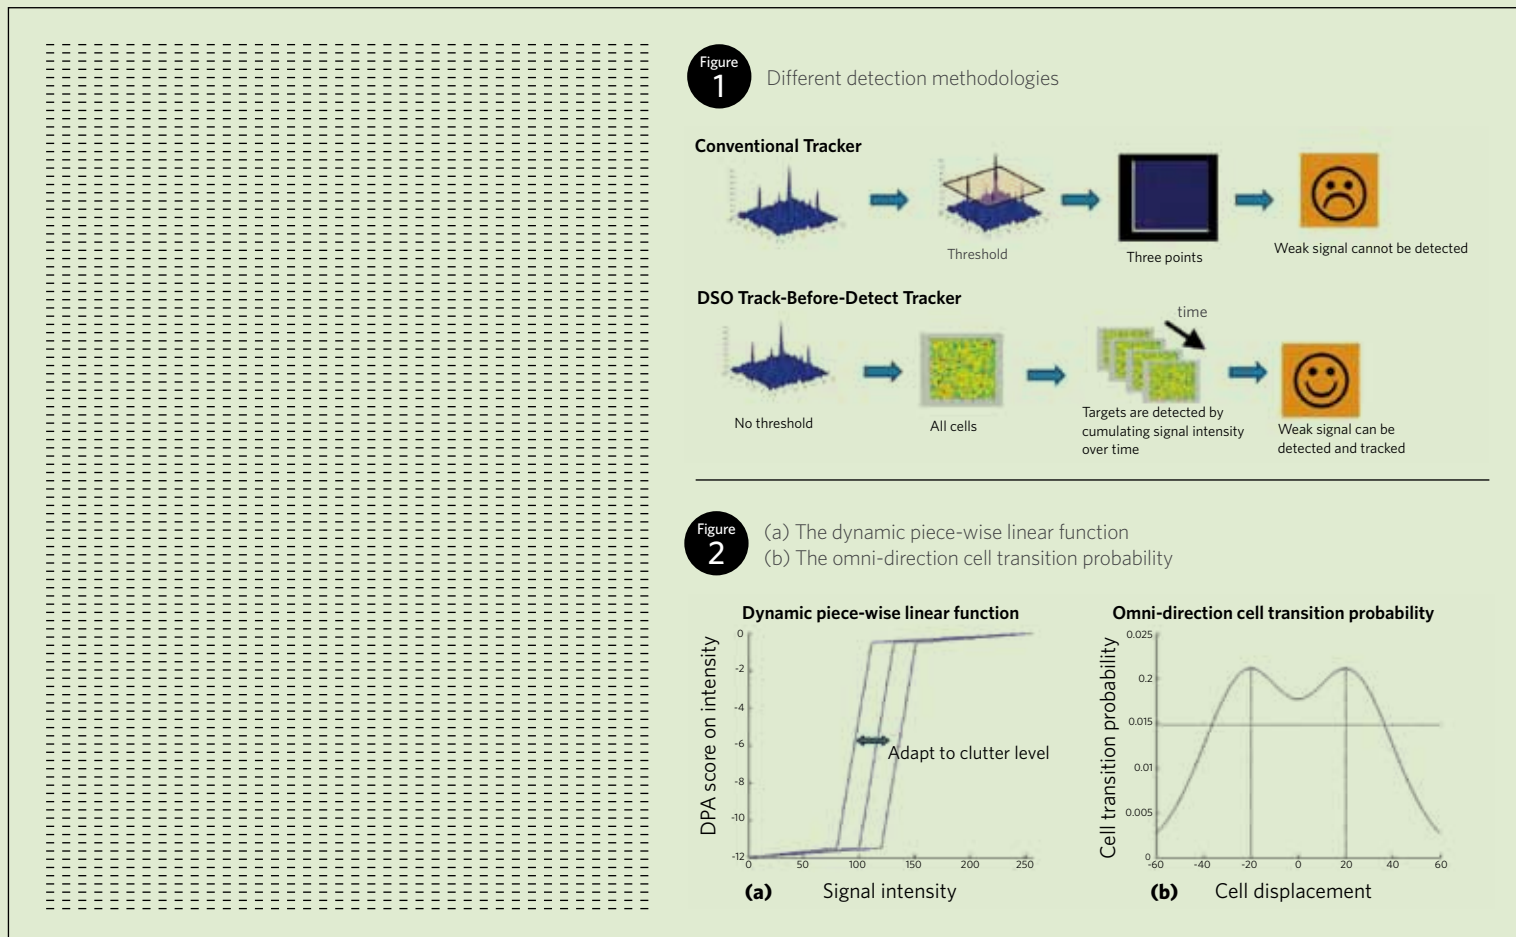 Figure
1
Different detection methodologies
Conventional Tracker
Threshold
Three points
Weak signal cannot be detected
DSO Track-Before-Detect Tracker
time
No threshold
All cells
Targets are detected by
cumulating signal intensity
over time
Weak signal can be
detected and tracked
Figure
2
(a) The dynamic piece-wise linear function
(b) The omni-direction cell transition probability
Dynamic piece-wise linear function
DPA score on intensity
0
-2
-4
-6
-8
-10
-12
Adapt to clutter level
0 50 100 150 200 250
(a) Signal intensity
Omni-direction cell transition probability
Cell transition probability
0.025
0.2
0.015
0.01
0.005
0
-60 -40 -20 0 20 40 60
(b) Cell displacement